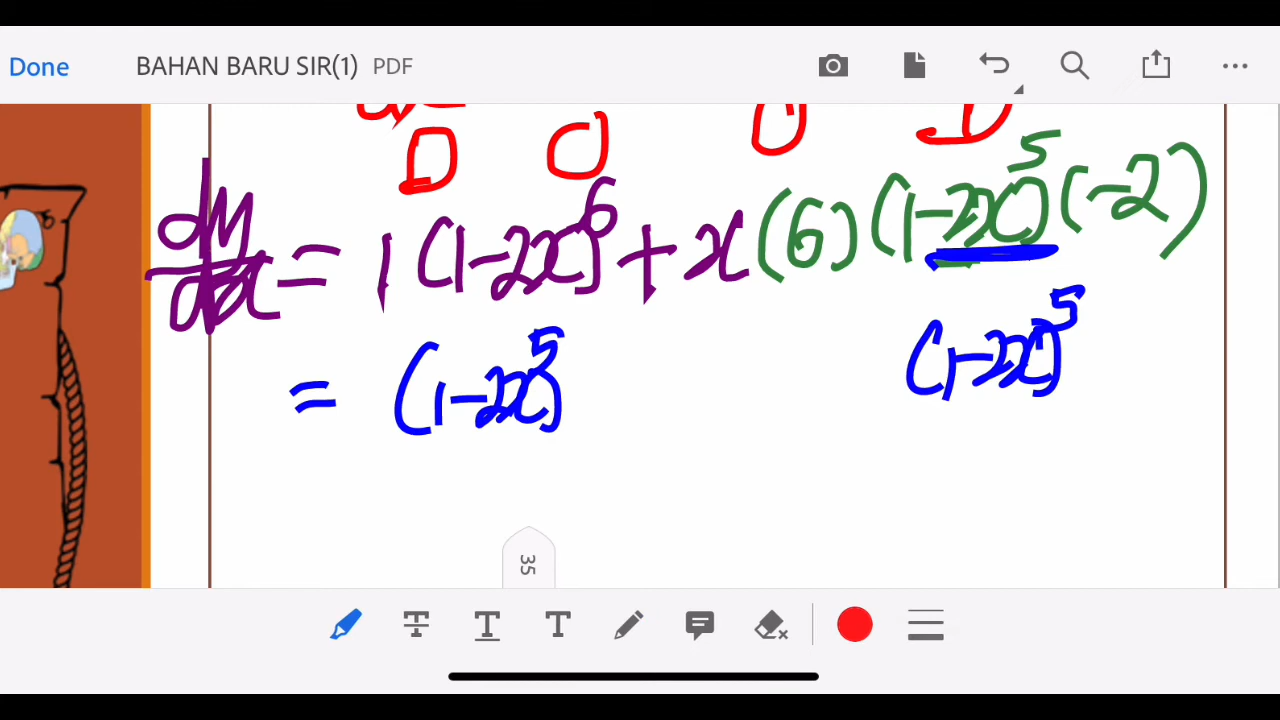 Done BAHAN BARU SIR(1) PDF
dy/dx = 1(1-2x)^6 + x(6)(1-2x)^5(-2)
(1-2x)^5
= (1-2x)^5
35
T T T